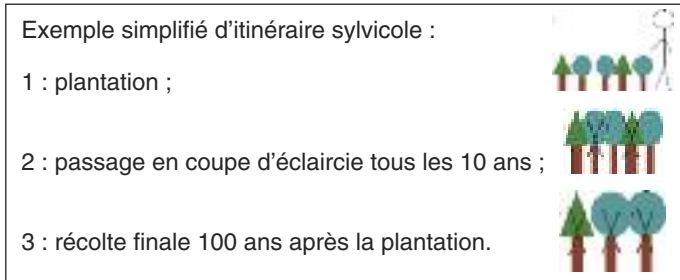 Exemple simplifié d'itinéraire sylvicole :
1 : plantation ;
2 : passage en coupe d'éclaircie tous les 10 ans ;
3 : récolte finale 100 ans après la plantation.